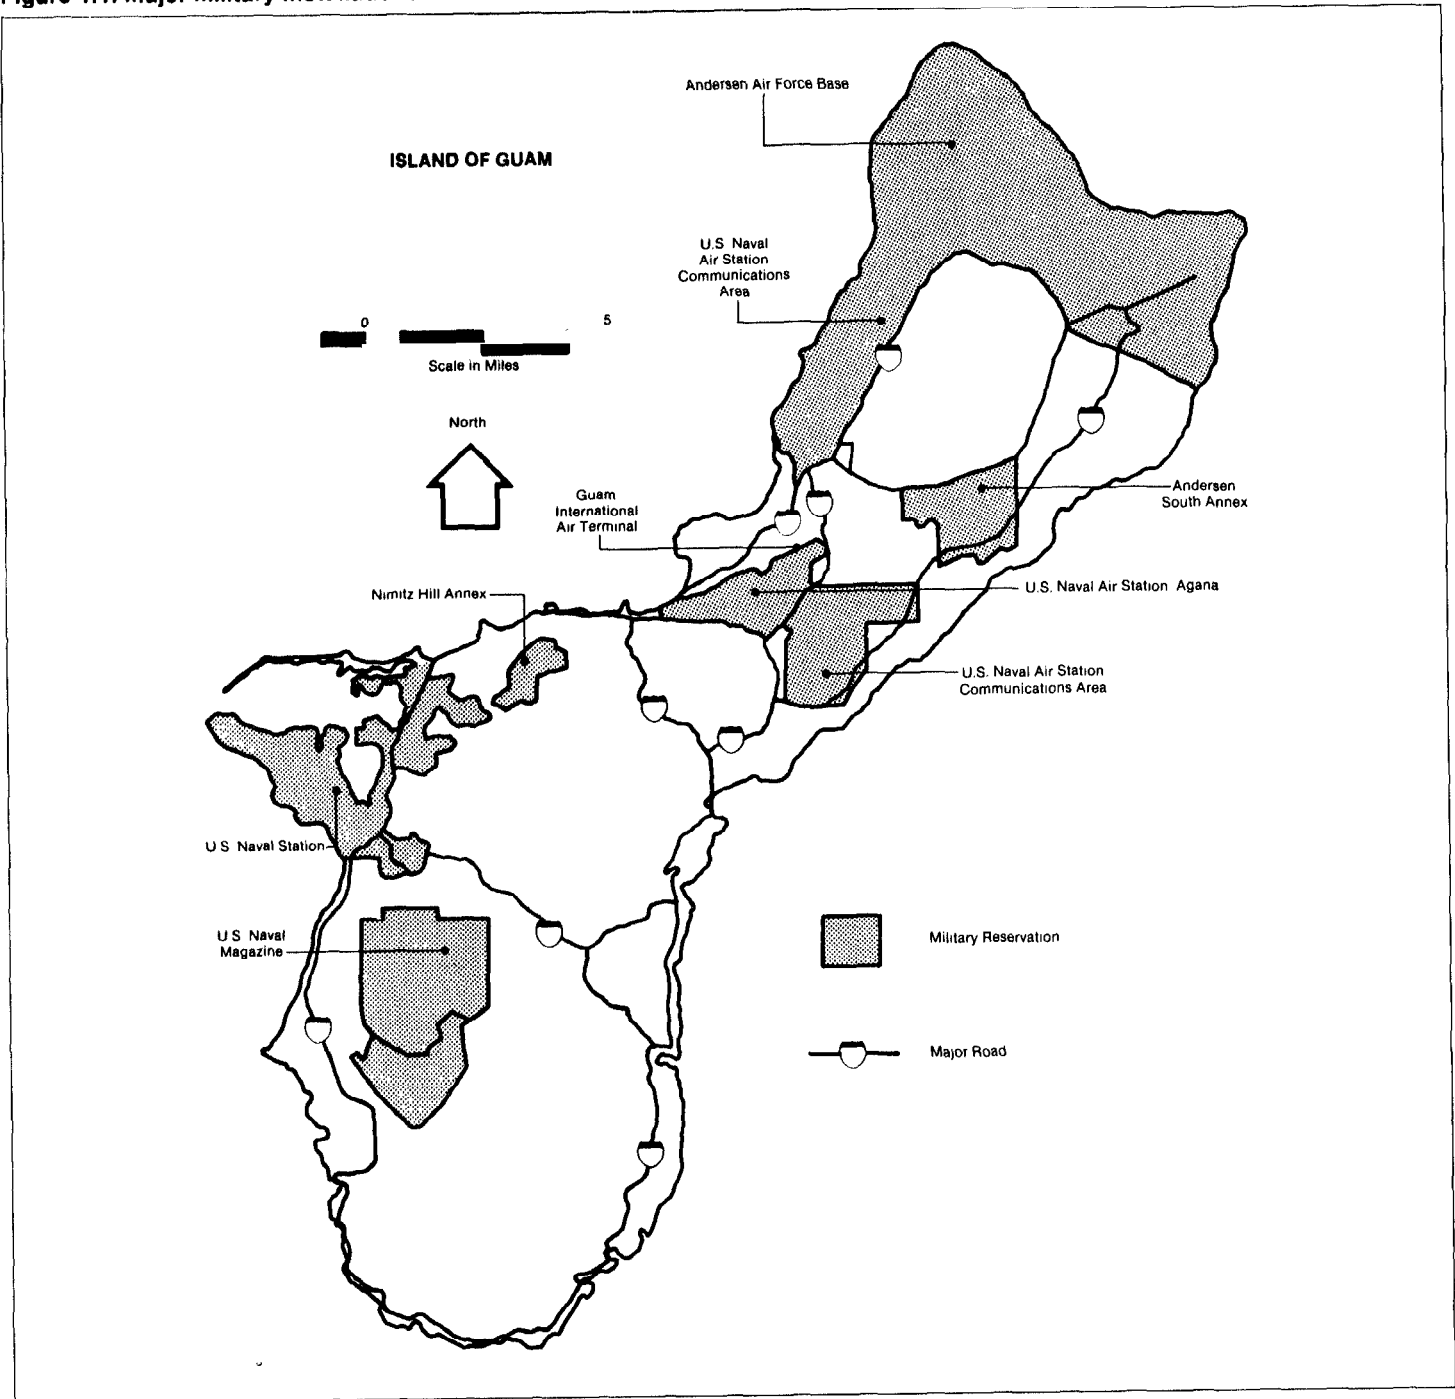 Andersen Air Force Base
ISLAND OF GUAM
U.S Naval
Air Station
Communications
Area
0
5
Scale in Miles
North
Guam
International
Air Terminal
Andersen
South Annex
Nimitz Hill Annex
U.S. Naval Air Station Agana
U.S. Naval Air Station
Communications Area
U S Naval Station
U S Naval
Magazine
Military Reservation
Major Road